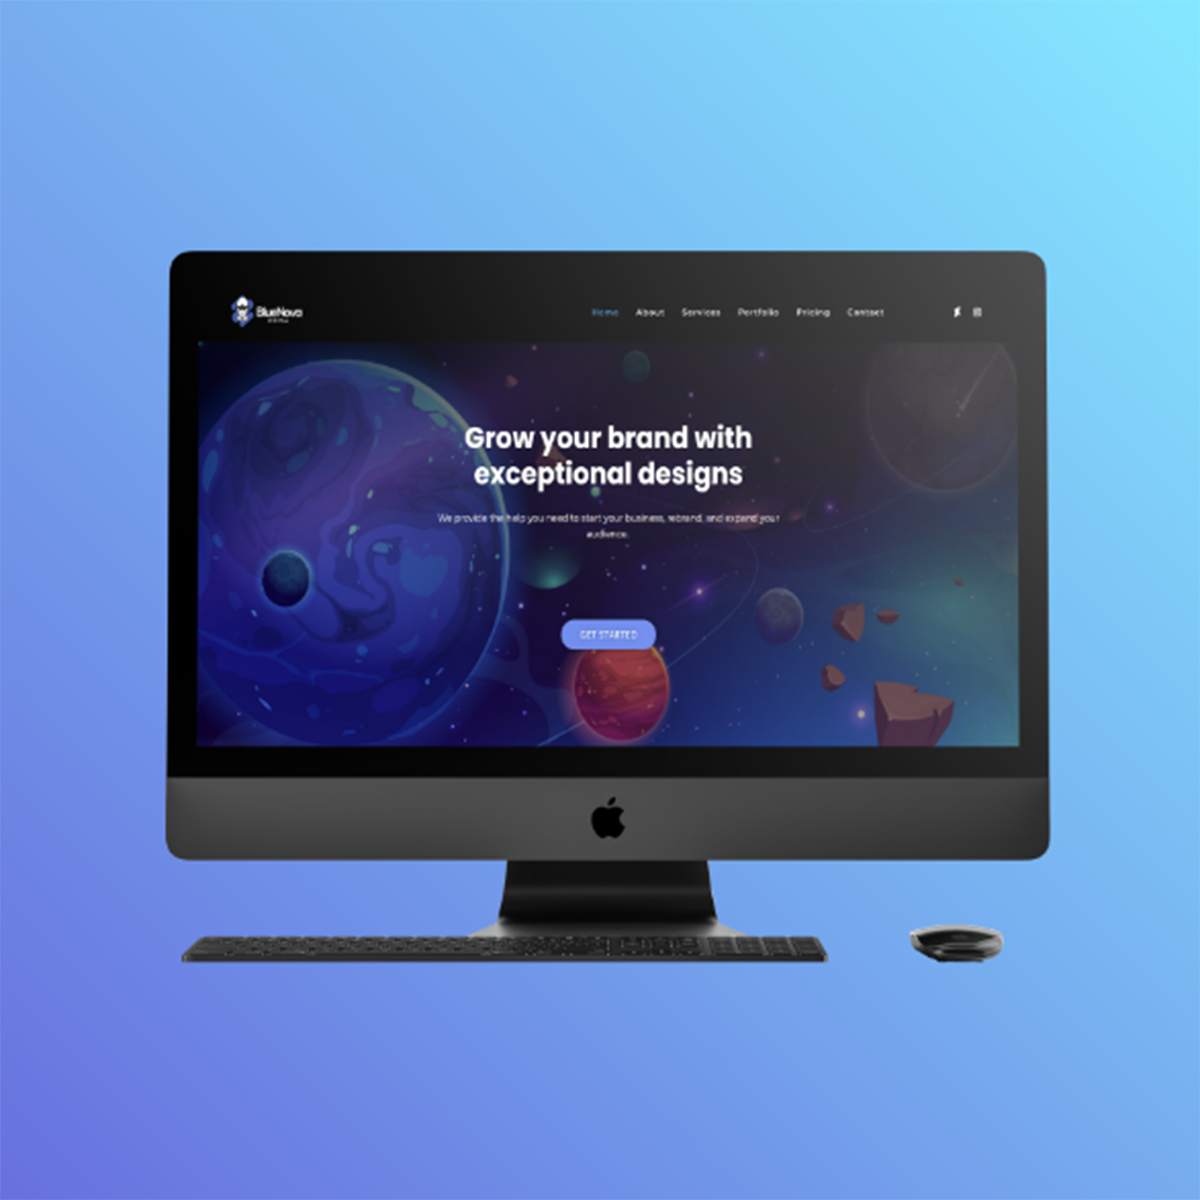 BlueNova
Home About Services Portfolio Pricing Contact
Grow your brand with
exceptional designs
We provide the help you need to start your business, rebrand, and expand your
audience.
GET STARTED